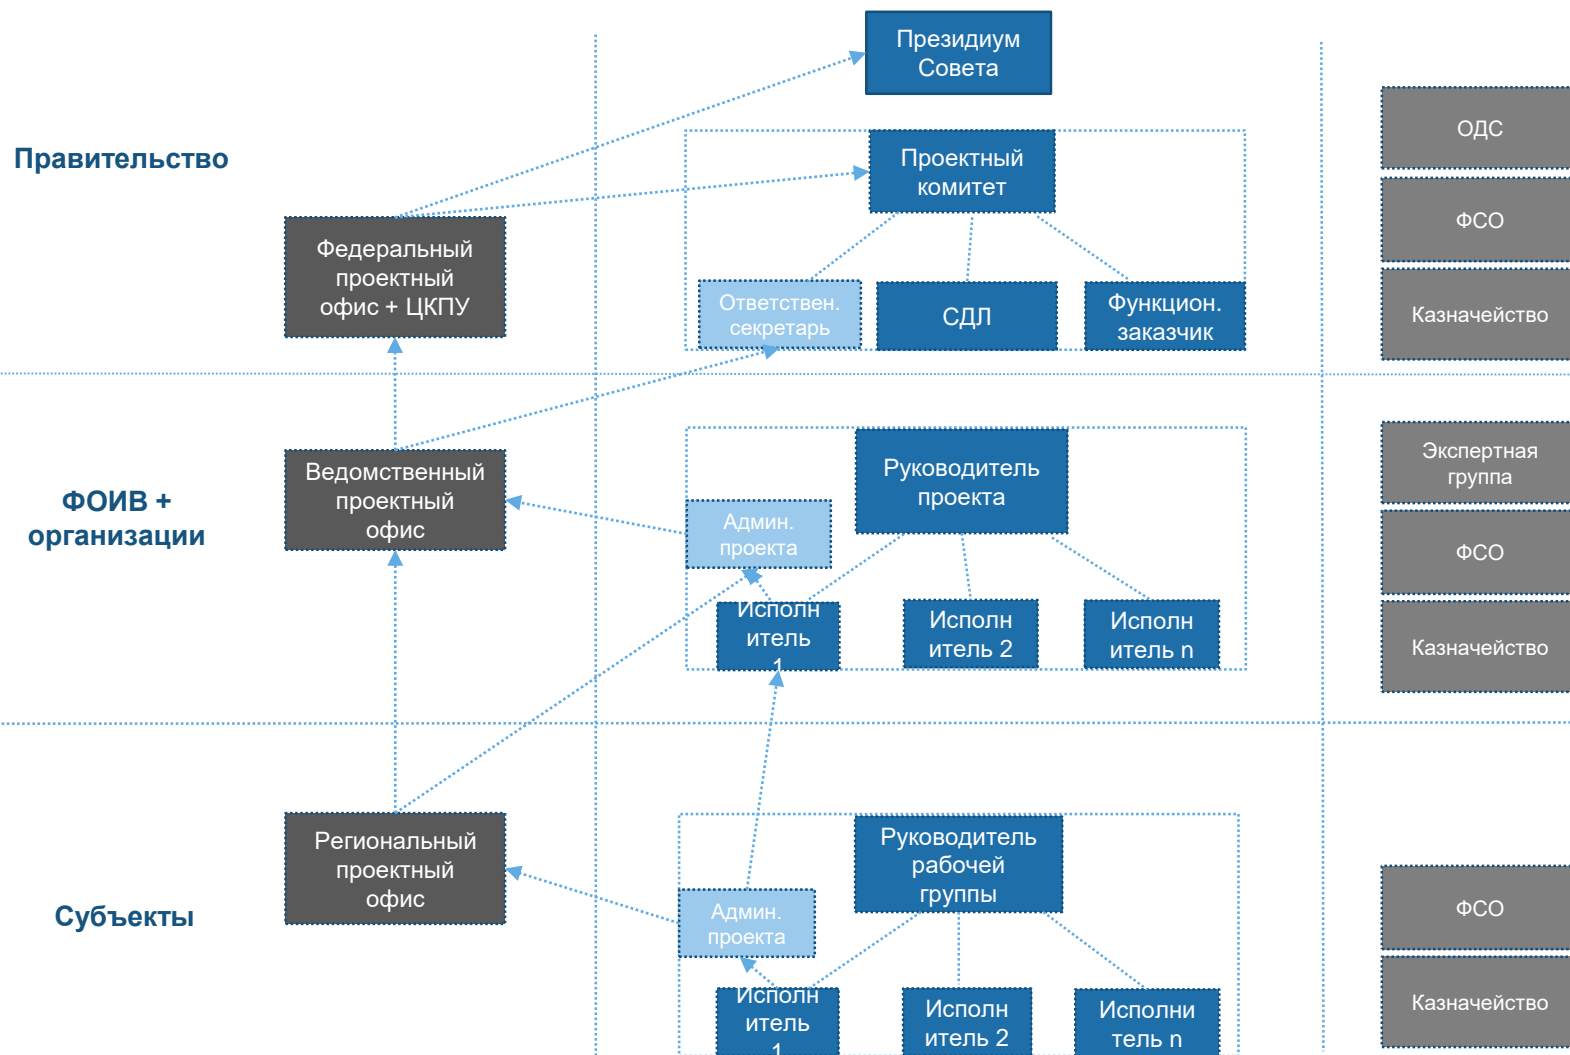 Президиум
Совета
Правительство
Проектный
комитет
Федеральный
проектный
офис + ЦКПУ
Ответствен.
секретарь
СДЛ
Функцион.
заказчик
ОДС
ФСО
Казначейство
ФОИВ +
организации
Ведомственный
проектный
офис
Руководитель
проекта
Админ.
проекта
Исполн
итель
1
Исполн
итель 2
Исполн
итель n
Экспертная
группа
ФСО
Казначейство
Субъекты
Региональный
проектный
офис
Руководитель
рабочей
группы
Админ.
проекта
Исполн
итель
1
Исполн
итель 2
Исполни
тель n
ФСО
Казначейство